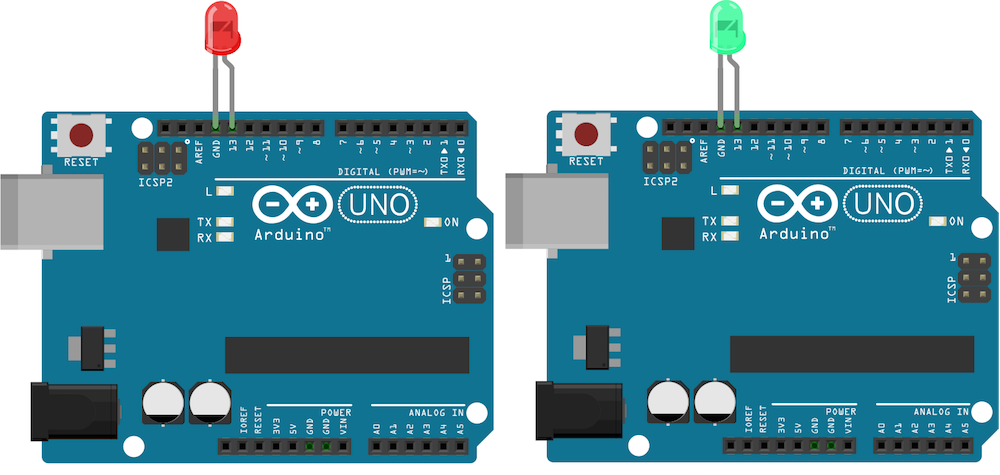 RESET
ICSP2
AREF
GND
13
12
~11
~10
~9
8
7
~6
~5
4
~3
2
TX0▶1
RX0◀0
DIGITAL (PWM=~)
L
TX
RX
UNO
Arduino™
ON
1
ICSP
IOREF
RESET
3V3
5V
GND
GND
VIN
POWER
ANALOG IN
A0
A1
A2
A3
A4
A5
RESET
ICSP2
AREF
GND
13
12
~11
~10
~9
8
7
~6
~5
4
~3
2
TX0▶1
RX0◀0
DIGITAL (PWM=~)
L
TX
RX
UNO
Arduino™
ON
1
ICSP
IOREF
RESET
3V3
5V
GND
GND
VIN
POWER
ANALOG IN
A0
A1
A2
A3
A4
A5